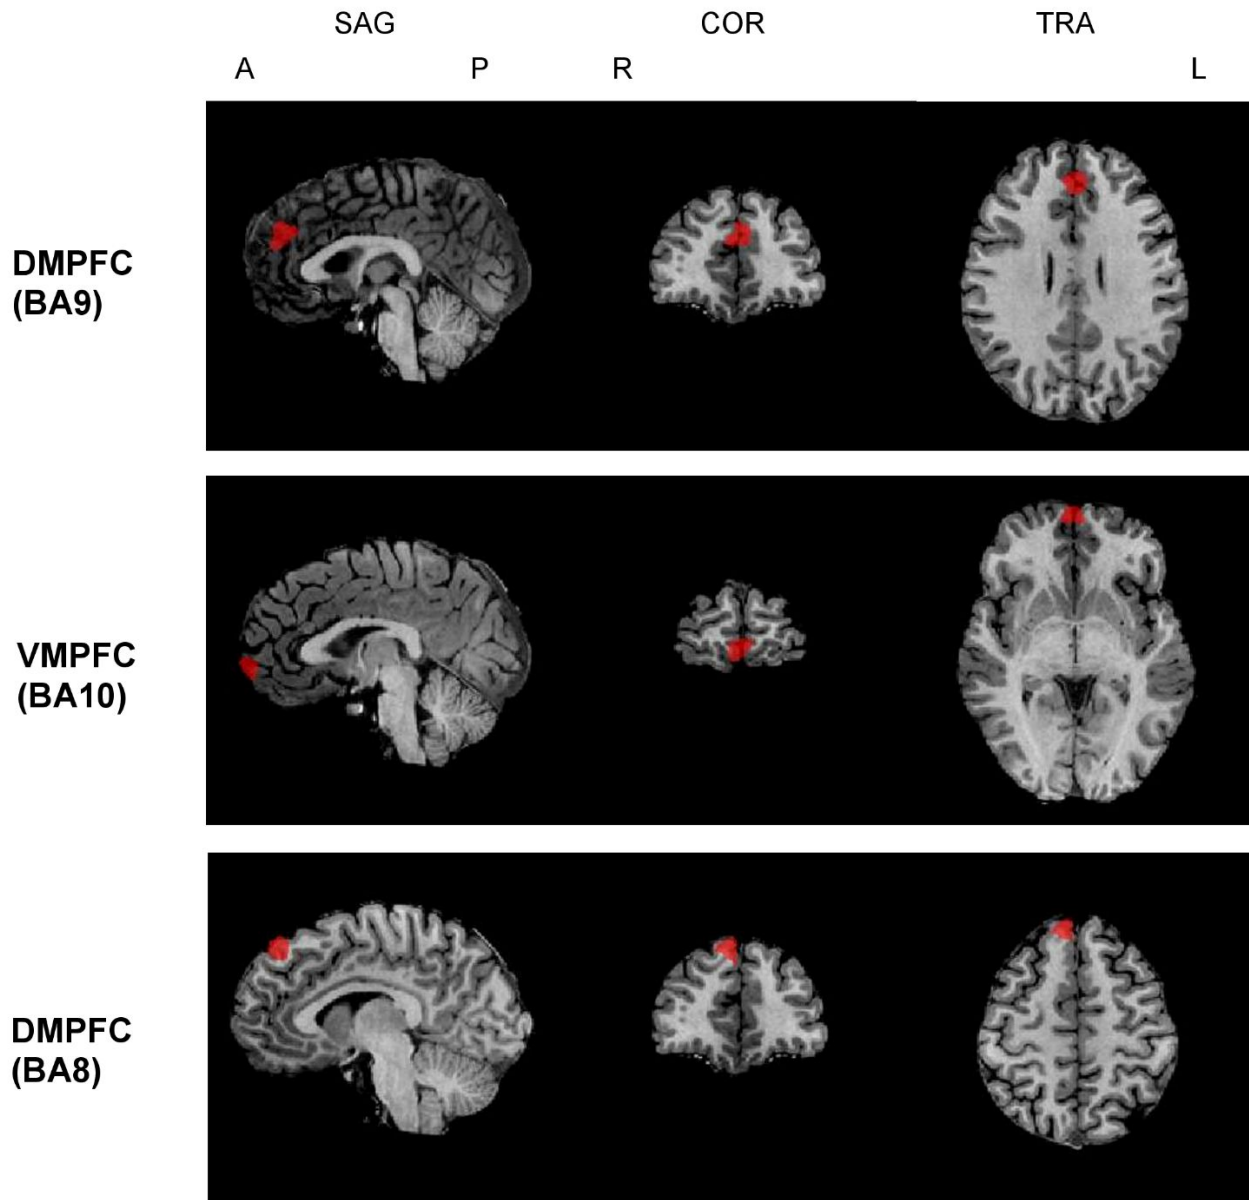 SAG COR TRA
A P R L
DMPFC
(BA9)
VMPFC
(BA10)
DMPFC
(BA8)